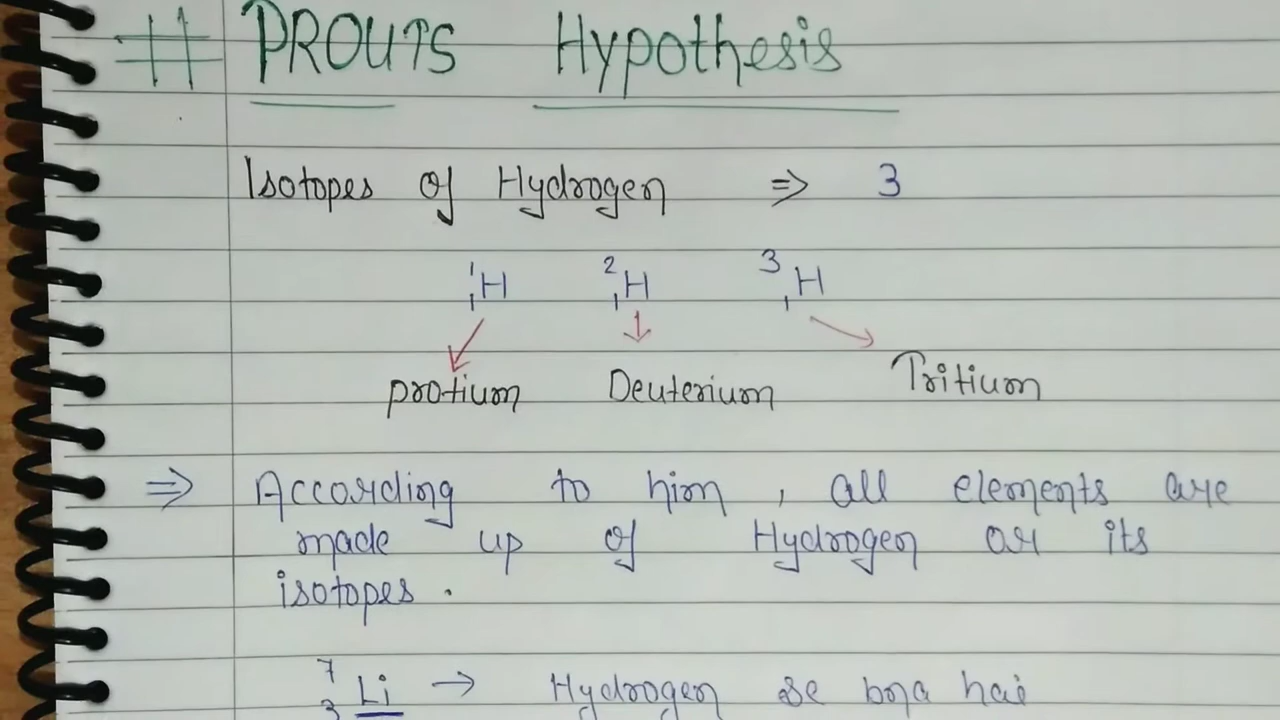 # PROUTS Hypothesis
Isotopes of Hydrogen ⇒ 3
¹₁H ²₁H ³₁H
protium Deuterium Tritium
⇒ According to him, all elements are
made up of Hydrogen or its
isotopes.
⁷₃Li → Hydrogen se bna hai